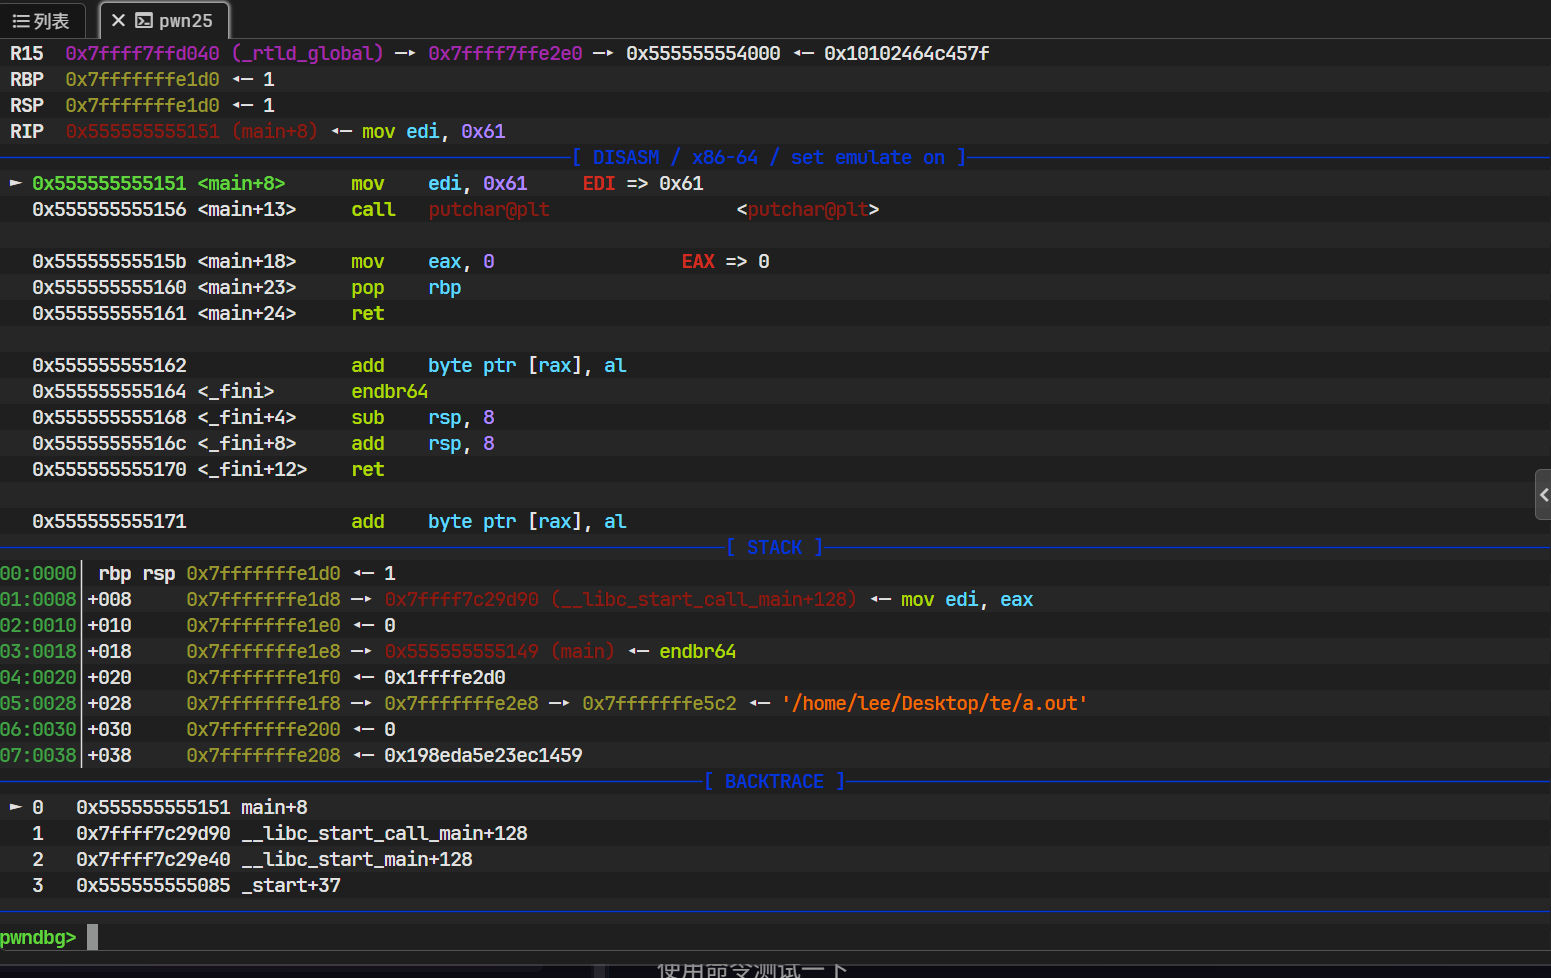 列表 pwn25
R15 0x7ffff7ffd040 (_rtld_global) —▸ 0x7ffff7ffe2e0 —▸ 0x555555554000 ◂— 0x10102464c457f
RBP 0x7fffffffe1d0 ◂— 1
RSP 0x7fffffffe1d0 ◂— 1
RIP 0x555555555151 (main+8) ◂— mov edi, 0x61
[ DISASM / x86-64 / set emulate on ]
► 0x555555555151 <main+8> mov edi, 0x61 EDI => 0x61
0x555555555156 <main+13> call putchar@plt <putchar@plt>
0x55555555515b <main+18> mov eax, 0 EAX => 0
0x555555555160 <main+23> pop rbp
0x555555555161 <main+24> ret
0x555555555162 add byte ptr [rax], al
0x555555555164 <_fini> endbr64
0x555555555168 <_fini+4> sub rsp, 8
0x55555555516c <_fini+8> add rsp, 8
0x555555555170 <_fini+12> ret
0x555555555171 add byte ptr [rax], al
[ STACK ]
00:0000│ rbp rsp 0x7fffffffe1d0 ◂— 1
01:0008│+008 0x7fffffffe1d8 —▸ 0x7ffff7c29d90 (__libc_start_call_main+128) ◂— mov edi, eax
02:0010│+010 0x7fffffffe1e0 ◂— 0
03:0018│+018 0x7fffffffe1e8 —▸ 0x555555555149 (main) ◂— endbr64
04:0020│+020 0x7fffffffe1f0 ◂— 0x1ffffe2d0
05:0028│+028 0x7fffffffe1f8 —▸ 0x7fffffffe2e8 —▸ 0x7fffffffe5c2 ◂— '/home/lee/Desktop/te/a.out'
06:0030│+030 0x7fffffffe200 ◂— 0
07:0038│+038 0x7fffffffe208 ◂— 0x198eda5e23ec1459
[ BACKTRACE ]
► 0 0x555555555151 main+8
1 0x7ffff7c29d90 __libc_start_call_main+128
2 0x7ffff7c29e40 __libc_start_main+128
3 0x555555555085 _start+37
pwndbg>
使用命令测试一下